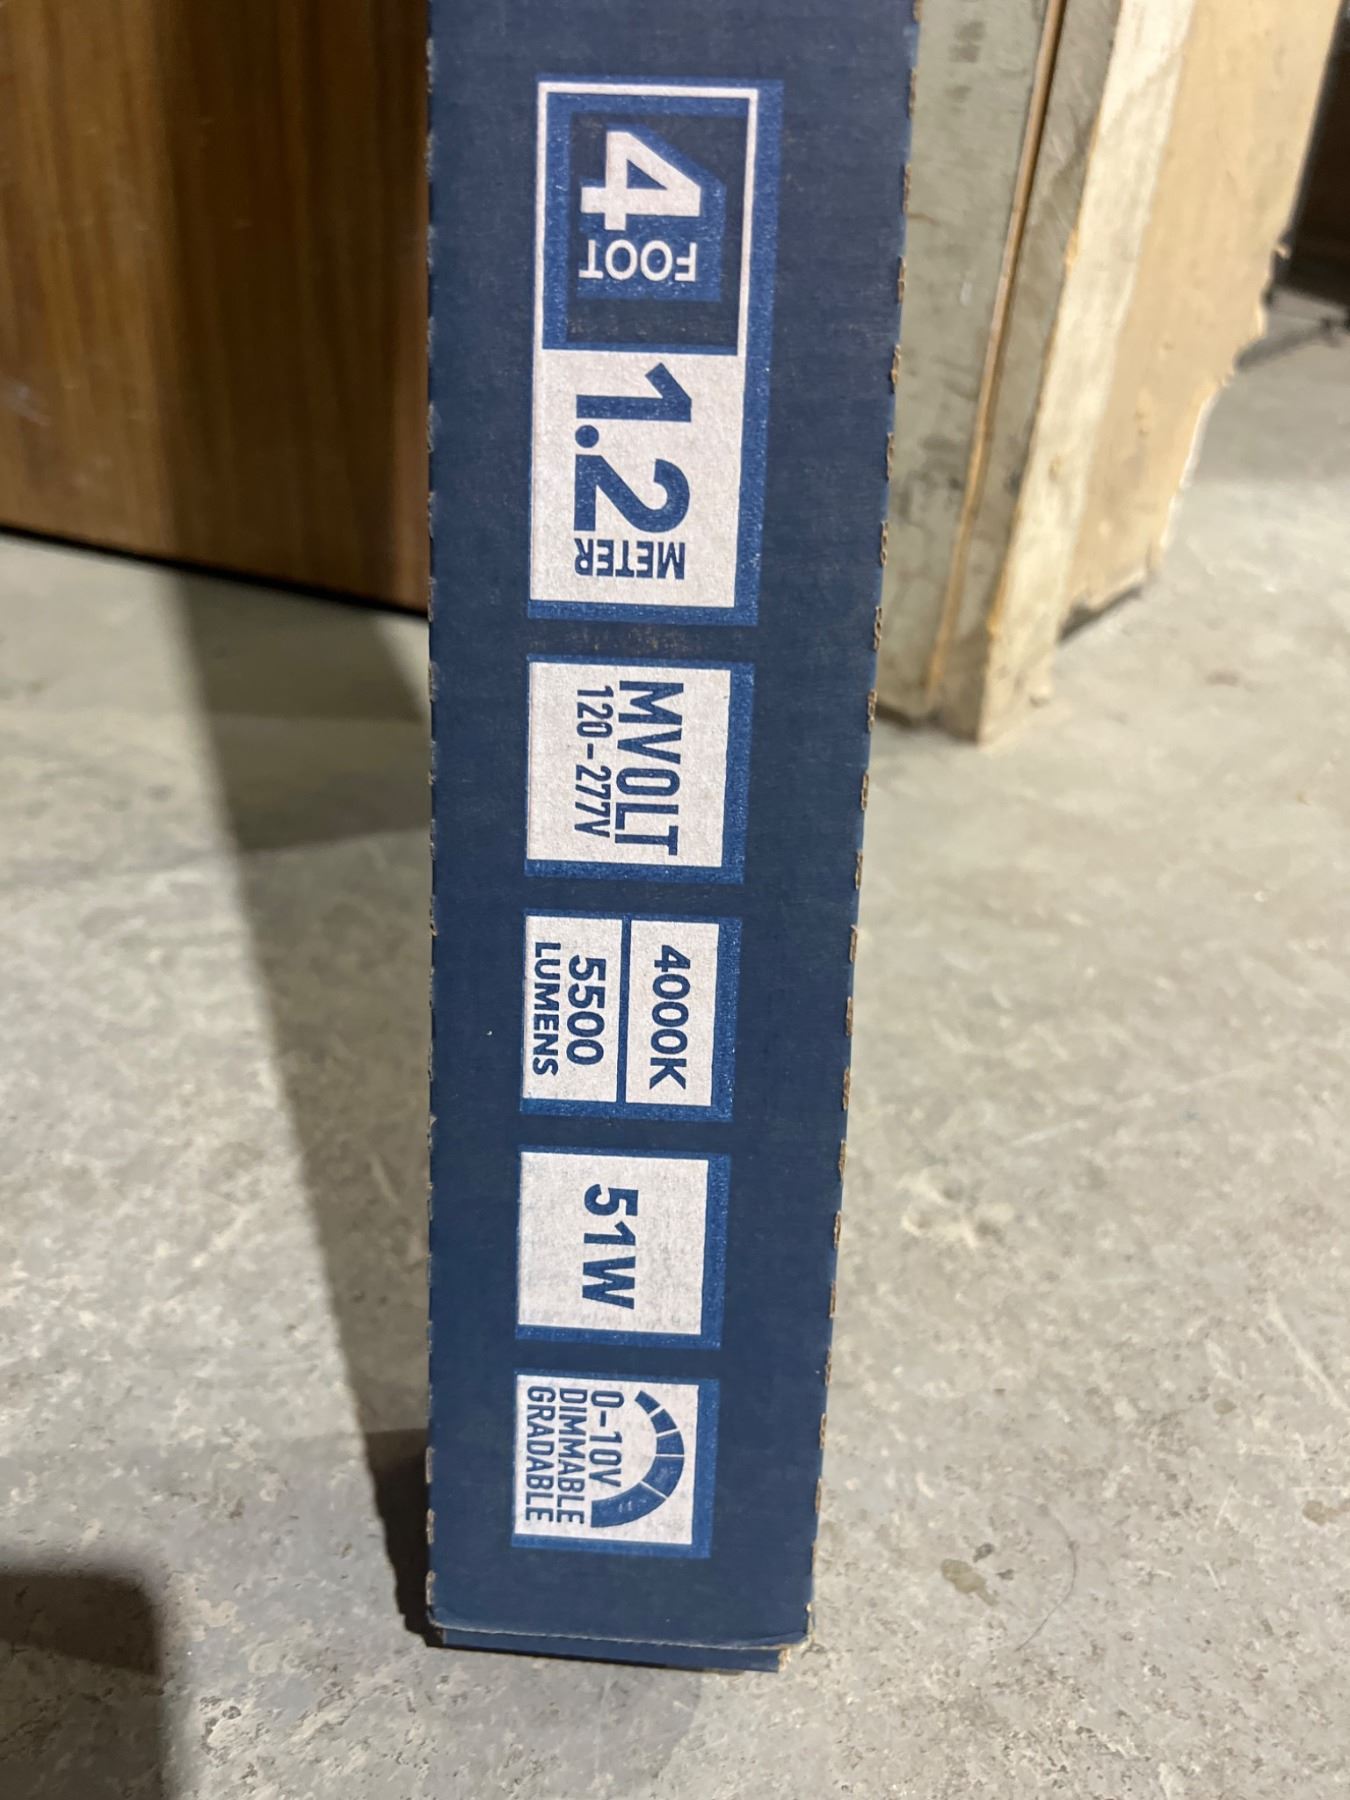 4
FOOT
1.2
METER
MVOLT
120-277V
4000K
5500
LUMENS
51W
0-10V
DIMMABLE
GRADABLE